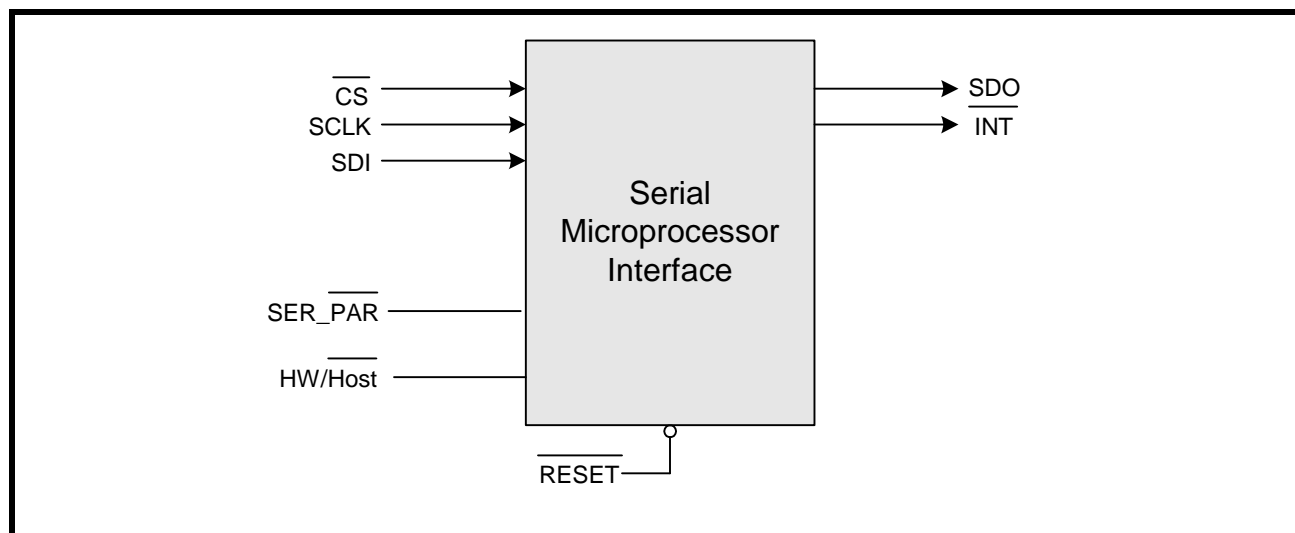 CS
SCLK
SDI
SER_PAR
HW/Host
Serial
Microprocessor
Interface
SDO
INT
RESET